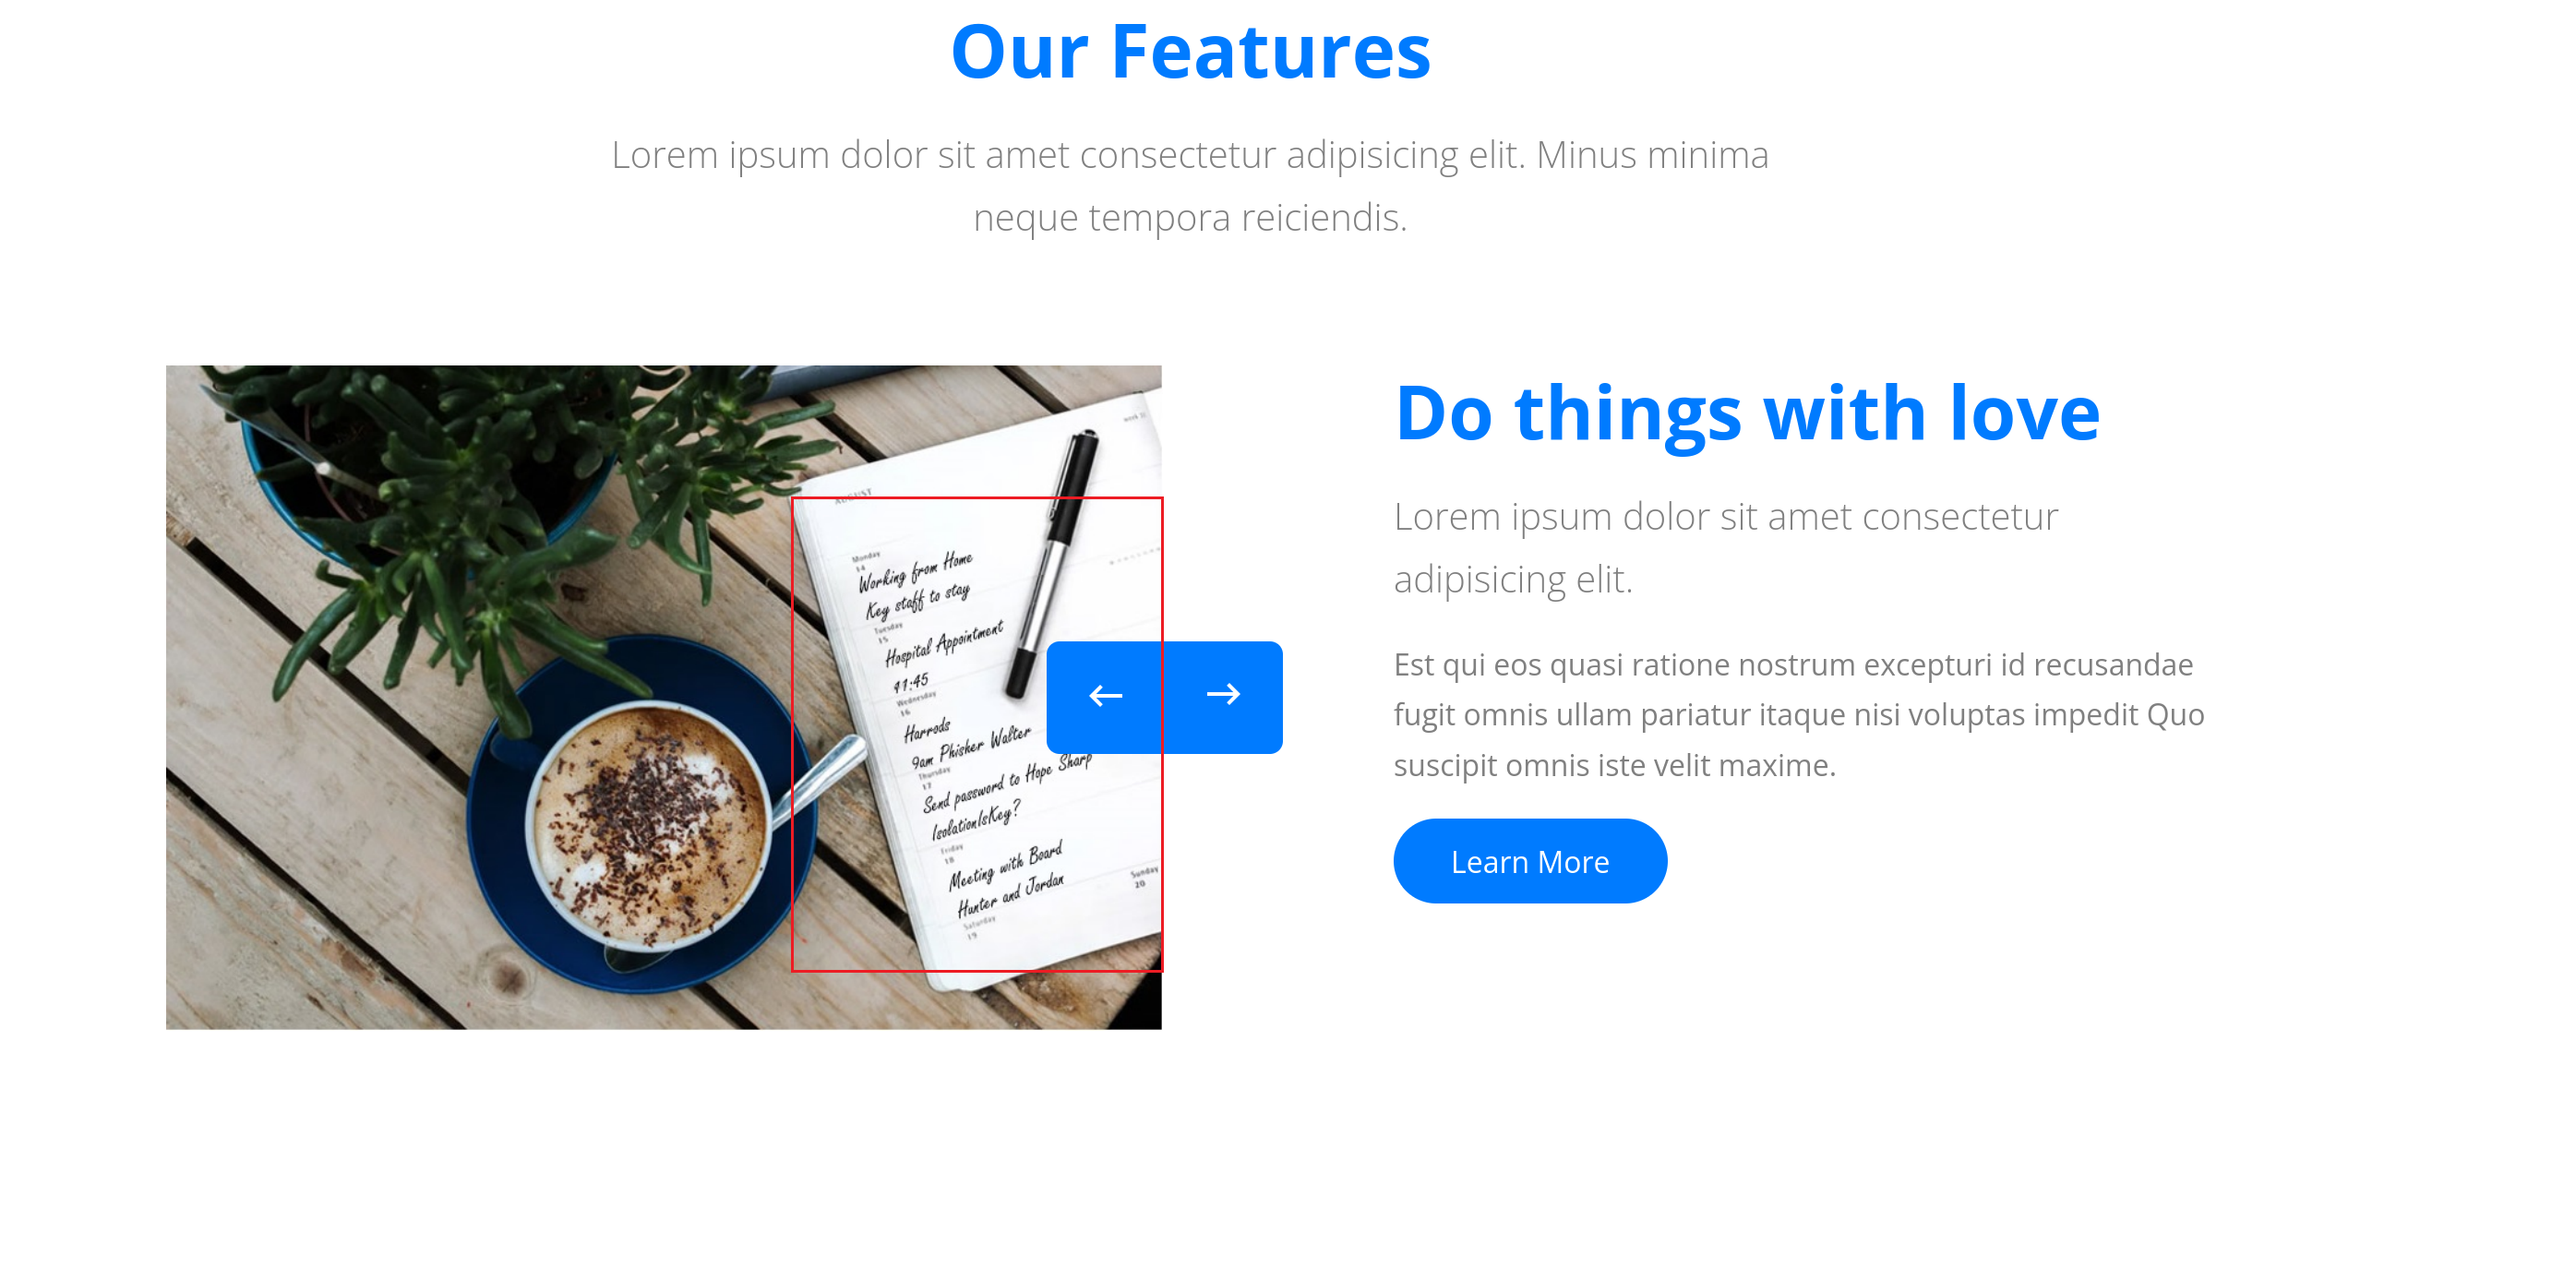 Our Features
Lorem ipsum dolor sit amet consectetur adipisicing elit. Minus minima
neque tempora reiciendis.
week 33
AUGUST
Monday
14
Working from Home
Key staff to stay
Tuesday
15
Hospital Appointment
11:45
Wednesday
16
Harrods
9am Phisher Walter
Thursday
17
Send password to Hope Sharp
IsolationIsKey?
Friday
18
Meeting with Board
Hunter and Jordan
Saturday
19
Sunday
20
Do things with love
Lorem ipsum dolor sit amet consectetur
adipisicing elit.
Est qui eos quasi ratione nostrum excepturi id recusandae
fugit omnis ullam pariatur itaque nisi voluptas impedit Quo
suscipit omnis iste velit maxime.
Learn More